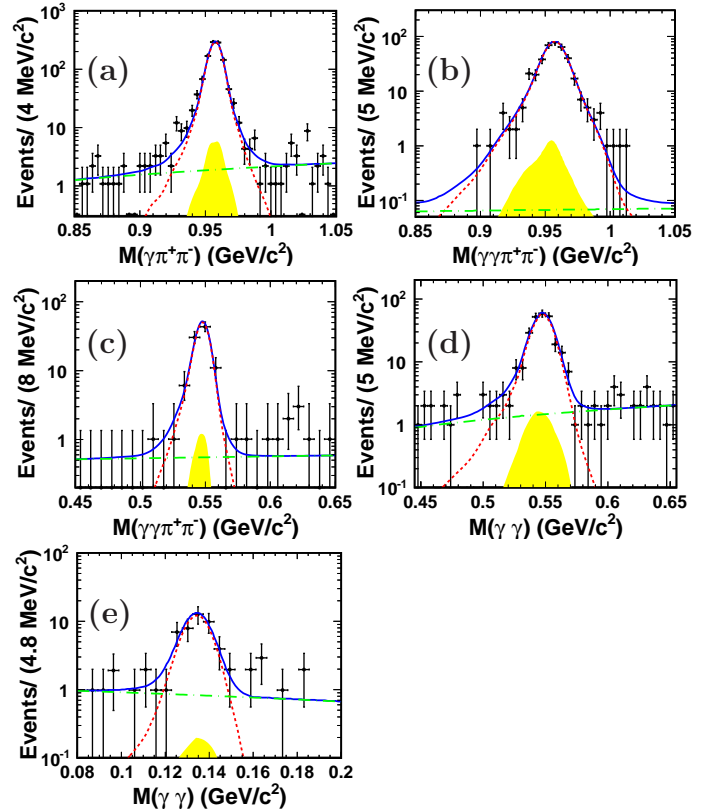 Events/ (4 MeV/c²)
10³
10²
10
1
(a)
0.85 0.9 0.95 1 1.05
M(γπ⁺π⁻) (GeV/c²)
Events/ (5 MeV/c²)
10²
10
1
10⁻¹
(b)
0.85 0.9 0.95 1 1.05
M(γγπ⁺π⁻) (GeV/c²)
Events/ (8 MeV/c²)
10²
10
1
(c)
0.45 0.5 0.55 0.6 0.65
M(γγπ⁺π⁻) (GeV/c²)
Events/ (5 MeV/c²)
10²
10
1
10⁻¹
(d)
0.45 0.5 0.55 0.6 0.65
M(γ γ) (GeV/c²)
Events/ (4.8 MeV/c²)
10²
10
1
10⁻¹
(e)
0.08 0.1 0.12 0.14 0.16 0.18 0.2
M(γ γ) (GeV/c²)